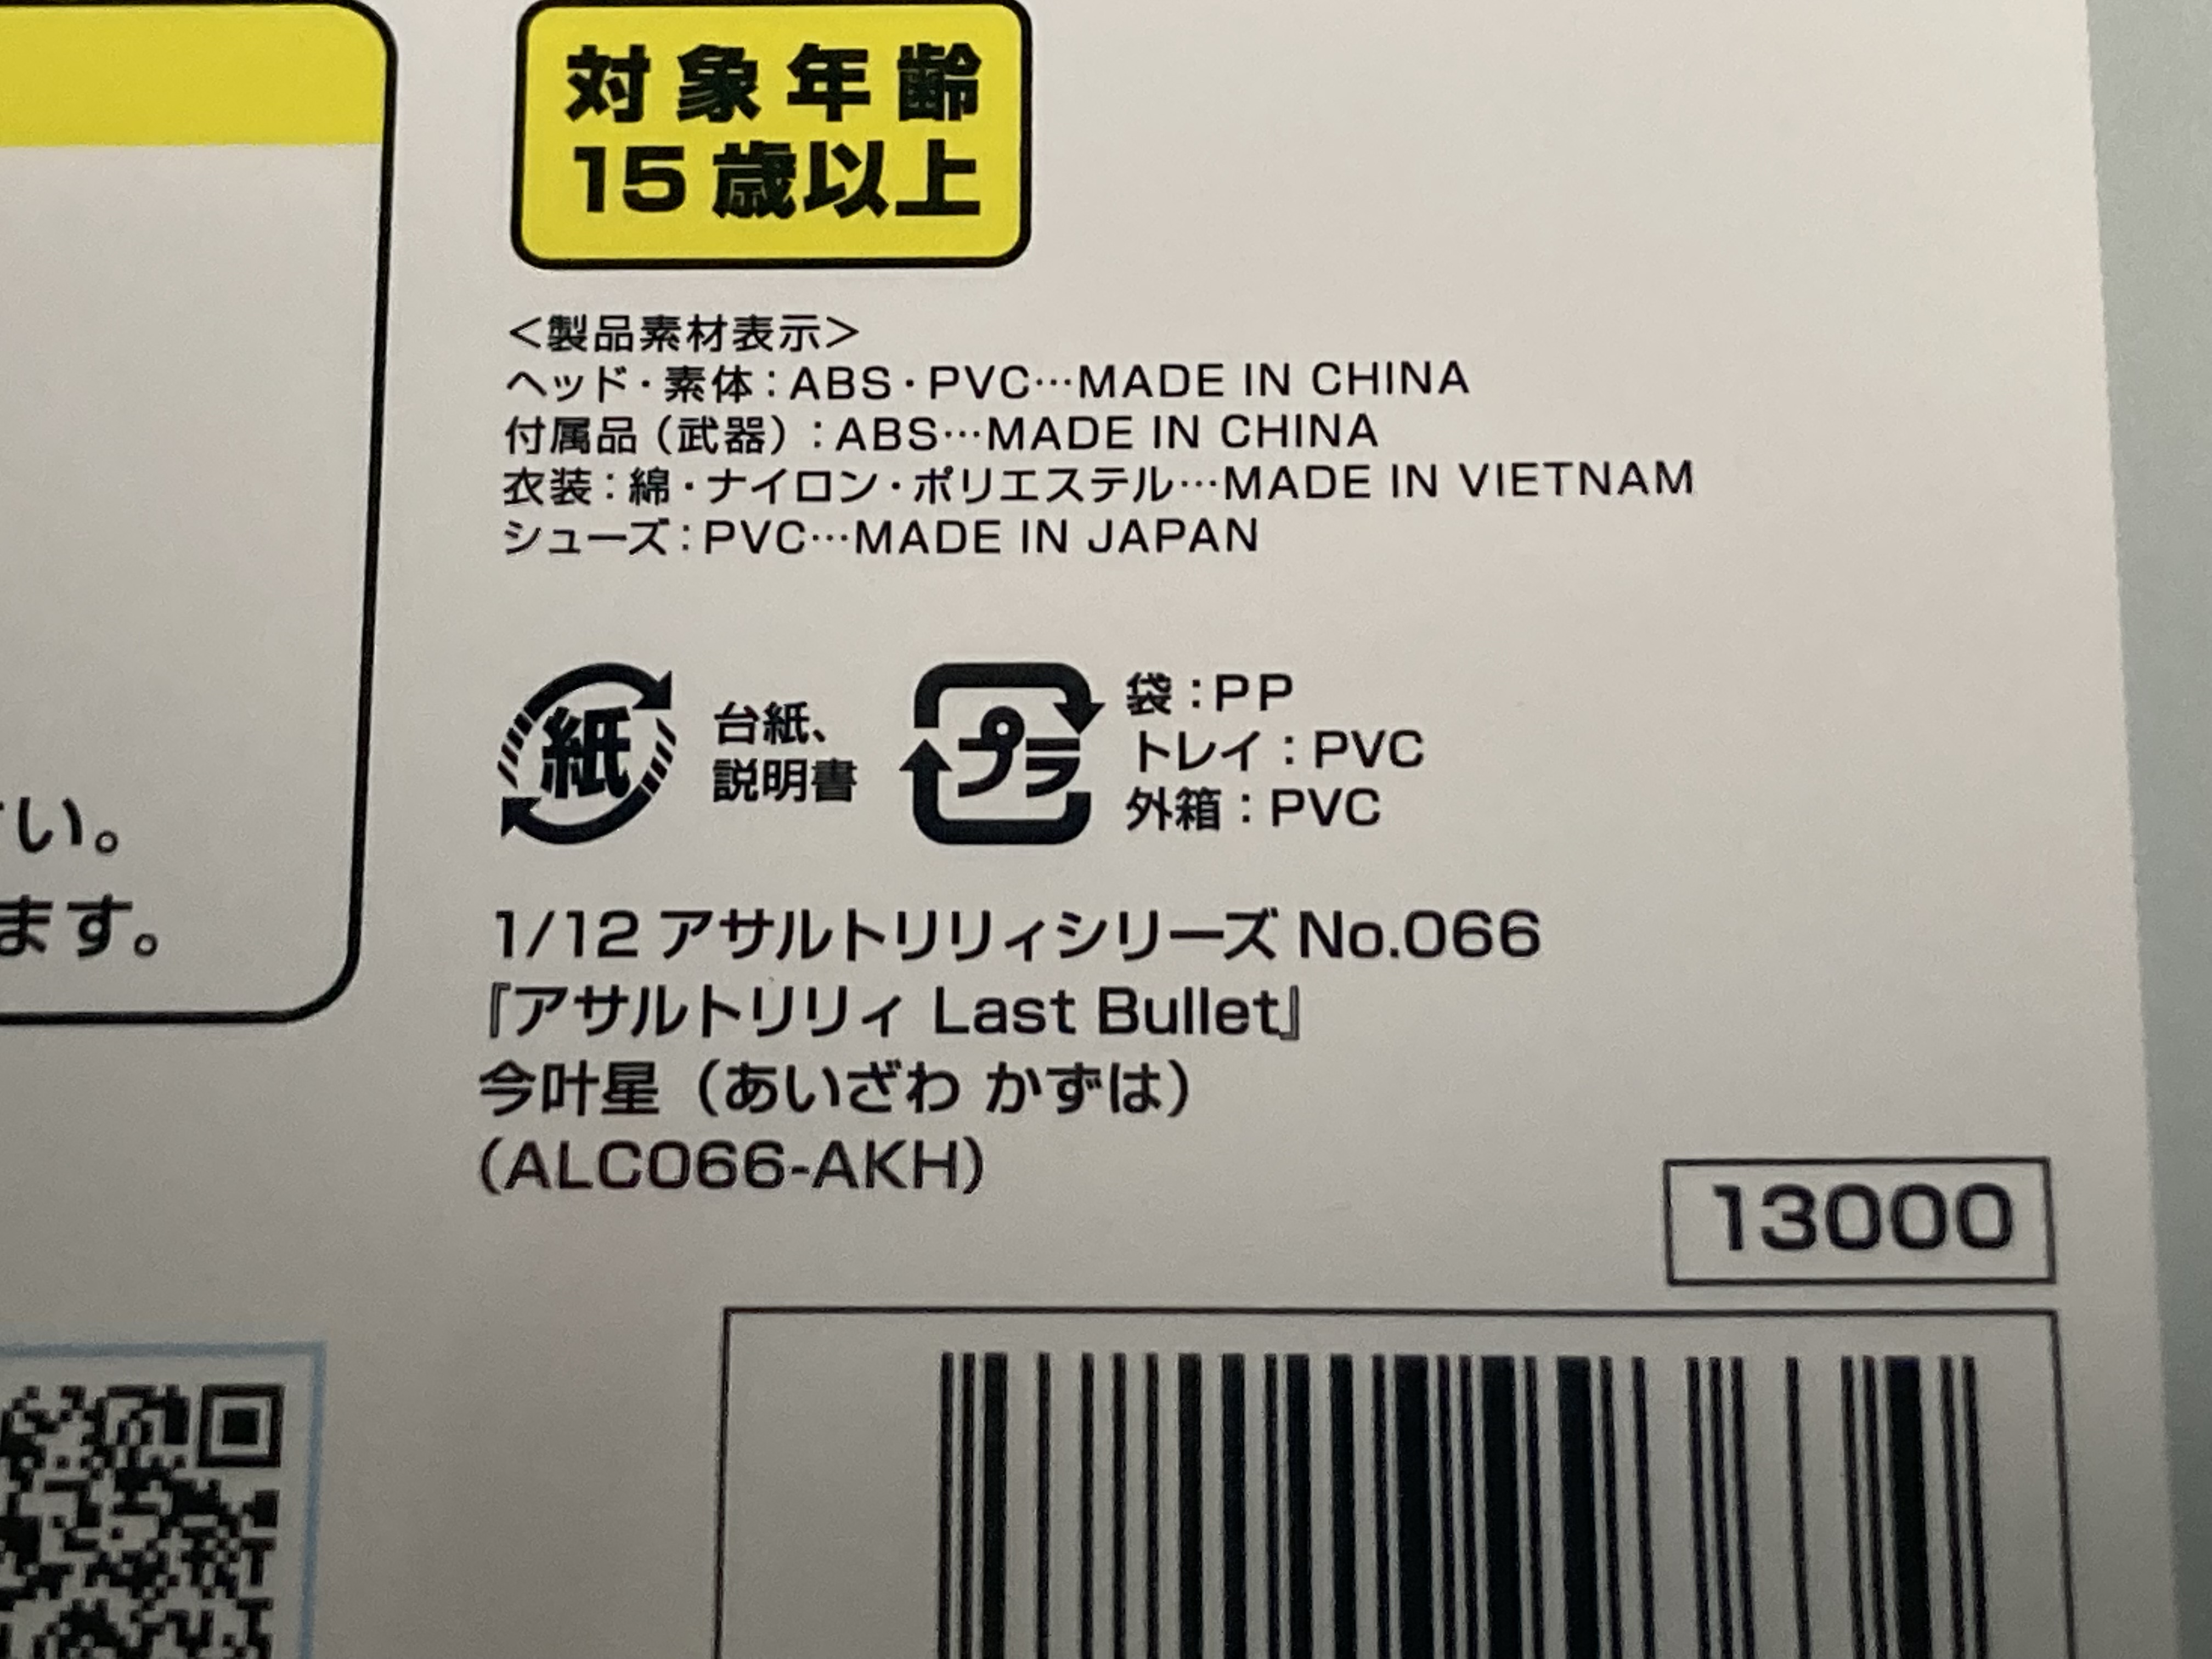 対象年齢
15歳以上
<製品素材表示>
ヘッド・素体：ABS・PVC…MADE IN CHINA
付属品（武器）：ABS…MADE IN CHINA
衣装：綿・ナイロン・ポリエステル…MADE IN VIETNAM
シューズ：PVC…MADE IN JAPAN
紙
台紙、
説明書
プラ
袋：PP
トレイ：PVC
外箱：PVC
い。
ます。
1/12 アサルトリリィシリーズ No.066
『アサルトリリィ Last Bullet』
今叶星（あいざわ かずは）
（ALC066-AKH）
13000